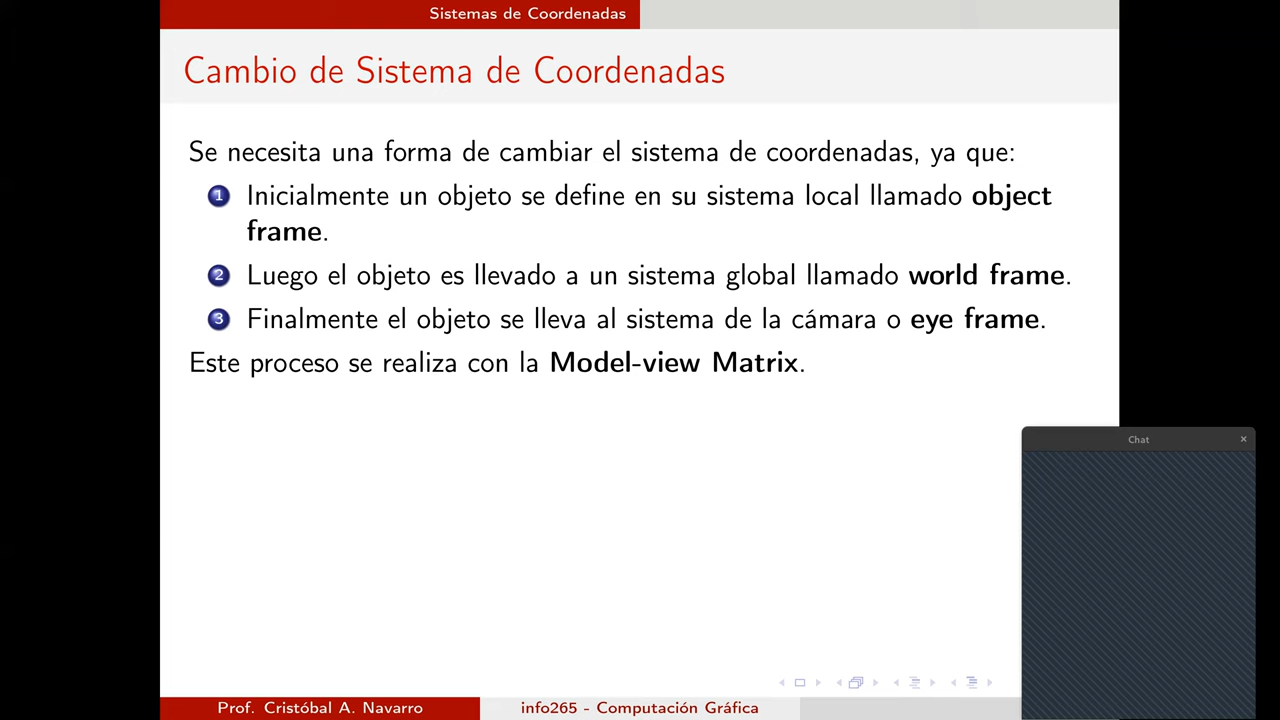 Sistemas de Coordenadas
Cambio de Sistema de Coordenadas
Se necesita una forma de cambiar el sistema de coordenadas, ya que:
1 Inicialmente un objeto se define en su sistema local llamado object
frame.
2 Luego el objeto es llevado a un sistema global llamado world frame.
3 Finalmente el objeto se lleva al sistema de la cámara o eye frame.
Este proceso se realiza con la Model-view Matrix.
Chat
Prof. Cristóbal A. Navarro
info265 - Computación Gráfica